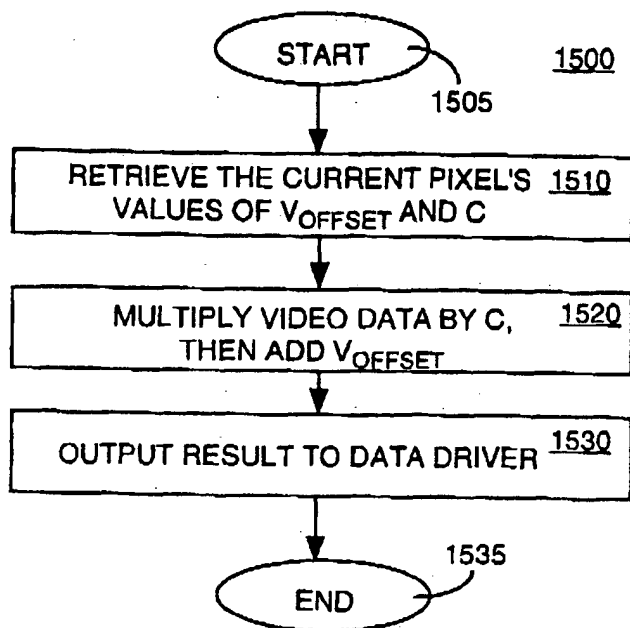 START
1500
1505
RETRIEVE THE CURRENT PIXEL'S 1510
VALUES OF VOFFSET AND C
MULTIPLY VIDEO DATA BY C, 1520
THEN ADD VOFFSET
OUTPUT RESULT TO DATA DRIVER 1530
1535
END